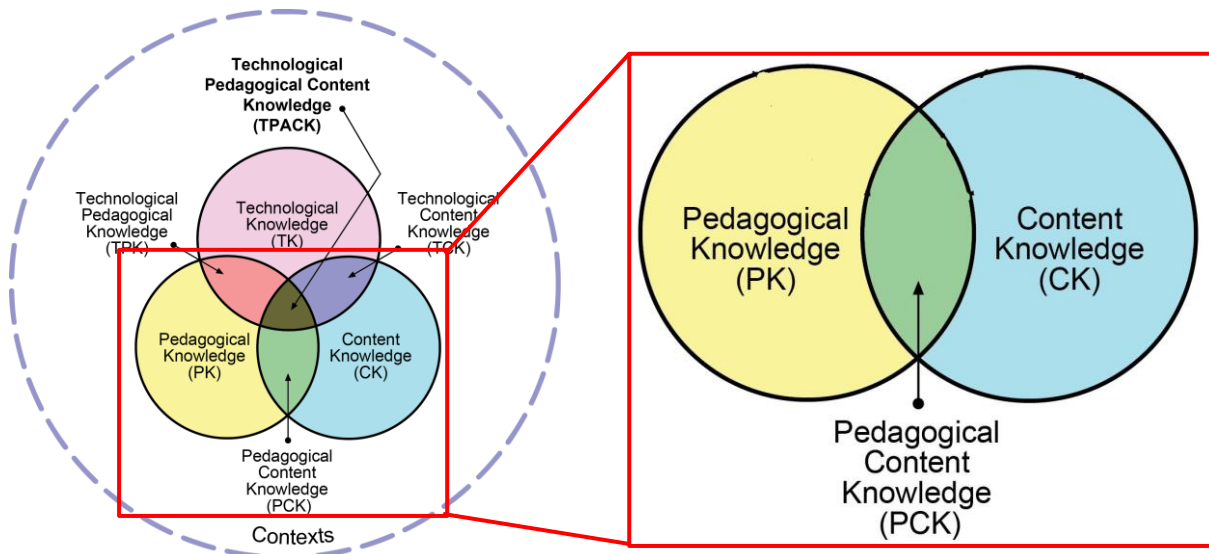 Technological
Pedagogical Content
Knowledge
(TPACK)
Technological
Pedagogical
Knowledge
(TPK)
Technological
Knowledge
(TK)
Technological
Content
Knowledge
(TCK)
Pedagogical
Knowledge
(PK)
Content
Knowledge
(CK)
Pedagogical
Content
Knowledge
(PCK)
Contexts
Pedagogical
Knowledge
(PK)
Content
Knowledge
(CK)
Pedagogical
Content
Knowledge
(PCK)